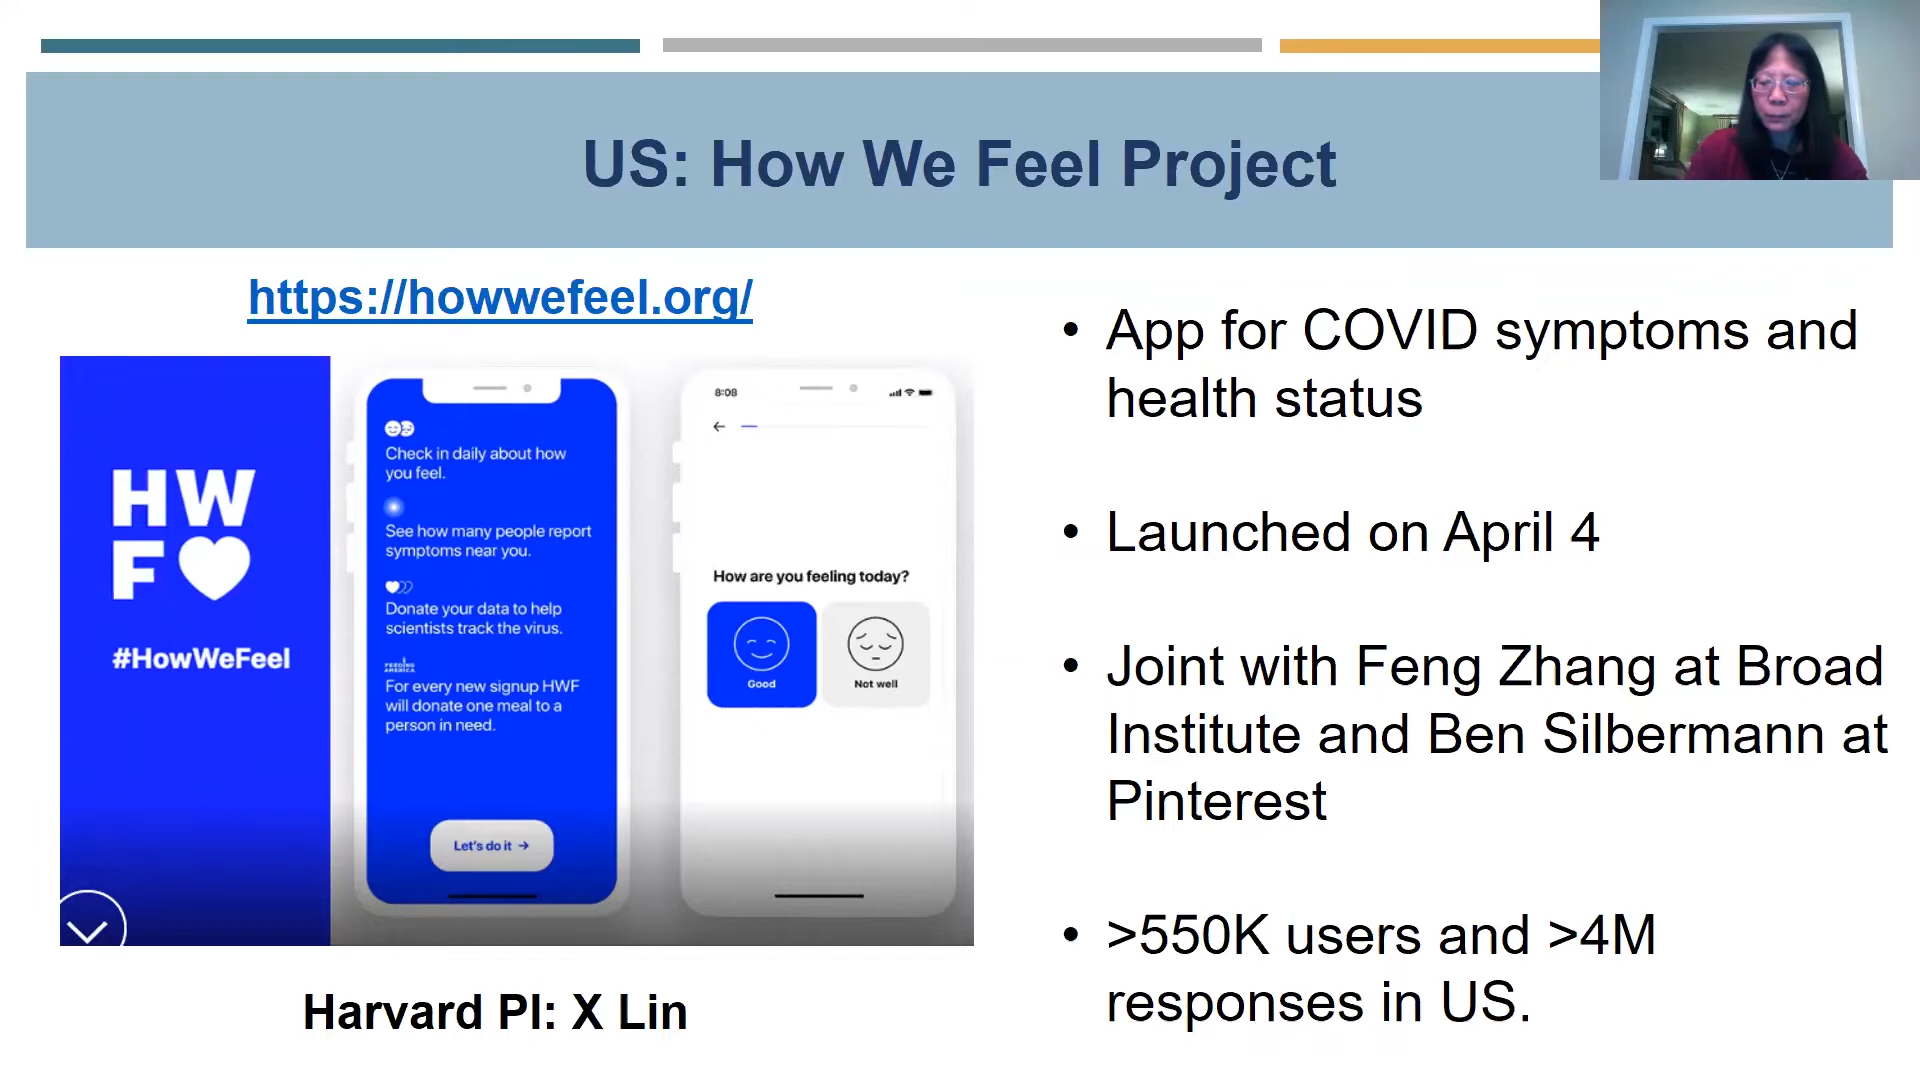 US: How We Feel Project
https://howwefeel.org/
HW
F
#HowWeFeel
Check in daily about how
you feel.
See how many people report
symptoms near you.
Donate your data to help
scientists track the virus.
FEEDING
AMERICA
For every new signup HWF
will donate one meal to a
person in need.
Let's do it →
8:08
How are you feeling today?
Good
Not well
Harvard PI: X Lin
• App for COVID symptoms and
health status
• Launched on April 4
• Joint with Feng Zhang at Broad
Institute and Ben Silbermann at
Pinterest
• >550K users and >4M
responses in US.